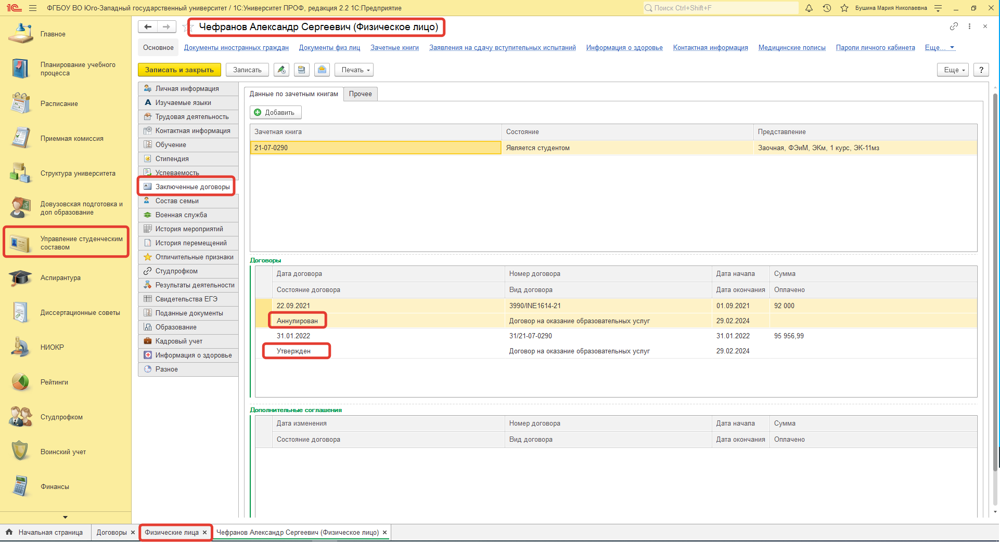 1С ФГБОУ ВО Юго-Западный государственный университет / 1С:Университет ПРОФ, редакция 2.2 1С:Предприятие
Поиск Ctrl+Shift+F
Бушина Мария Николаевна
Главное
Планирование учебного
процесса
Расписание
Приемная комиссия
Структура университета
Довузовская подготовка и
доп образование
Управление студенческим
составом
Аспирантура
Диссертационные советы
НИОКР
Рейтинги
Студпрофком
Воинский учет
Финансы
Чефранов Александр Сергеевич (Физическое лицо)
Основное Документы иностранных граждан Документы физ лиц Зачетные книги Заявления на сдачу вступительных испытаний Информация о здоровье Контактная информация Медицинские полисы Пароли личного кабинета Еще...
Записать и закрыть Записать Печать Еще ?
Личная информация
Изучаемые языки
Трудовая деятельность
Контактная информация
Обучение
Стипендия
Успеваемость
Заключенные договоры
Состав семьи
Военная служба
История мероприятий
История перемещений
Отличительные признаки
Студпрофком
Результаты деятельности
Свидетельства ЕГЭ
Поданные документы
Образование
Кадровый учет
Информация о здоровье
Разное
Данные по зачетным книгам Прочее
Добавить
Зачетная книга Состояние Представление
21-07-0290 Является студентом Заочная, ФЭиМ, ЭКм, 1 курс, ЭК-11мз
Договоры
Дата договора Номер договора Дата начала Сумма
Состояние договора Вид договора Дата окончания Оплачено
22.09.2021 3990/INE1614-21 01.09.2021 92 000
Аннулирован Договор на оказание образовательных услуг 29.02.2024
31.01.2022 31/21-07-0290 31.01.2022 95 956,99
Утвержден Договор на оказание образовательных услуг 29.02.2024
Дополнительные соглашения
Дата изменения Номер договора Дата начала Сумма
Состояние договора Вид договора Дата окончания Оплачено
Начальная страница Договоры × Физические лица × Чефранов Александр Сергеевич (Физическое лицо) ×